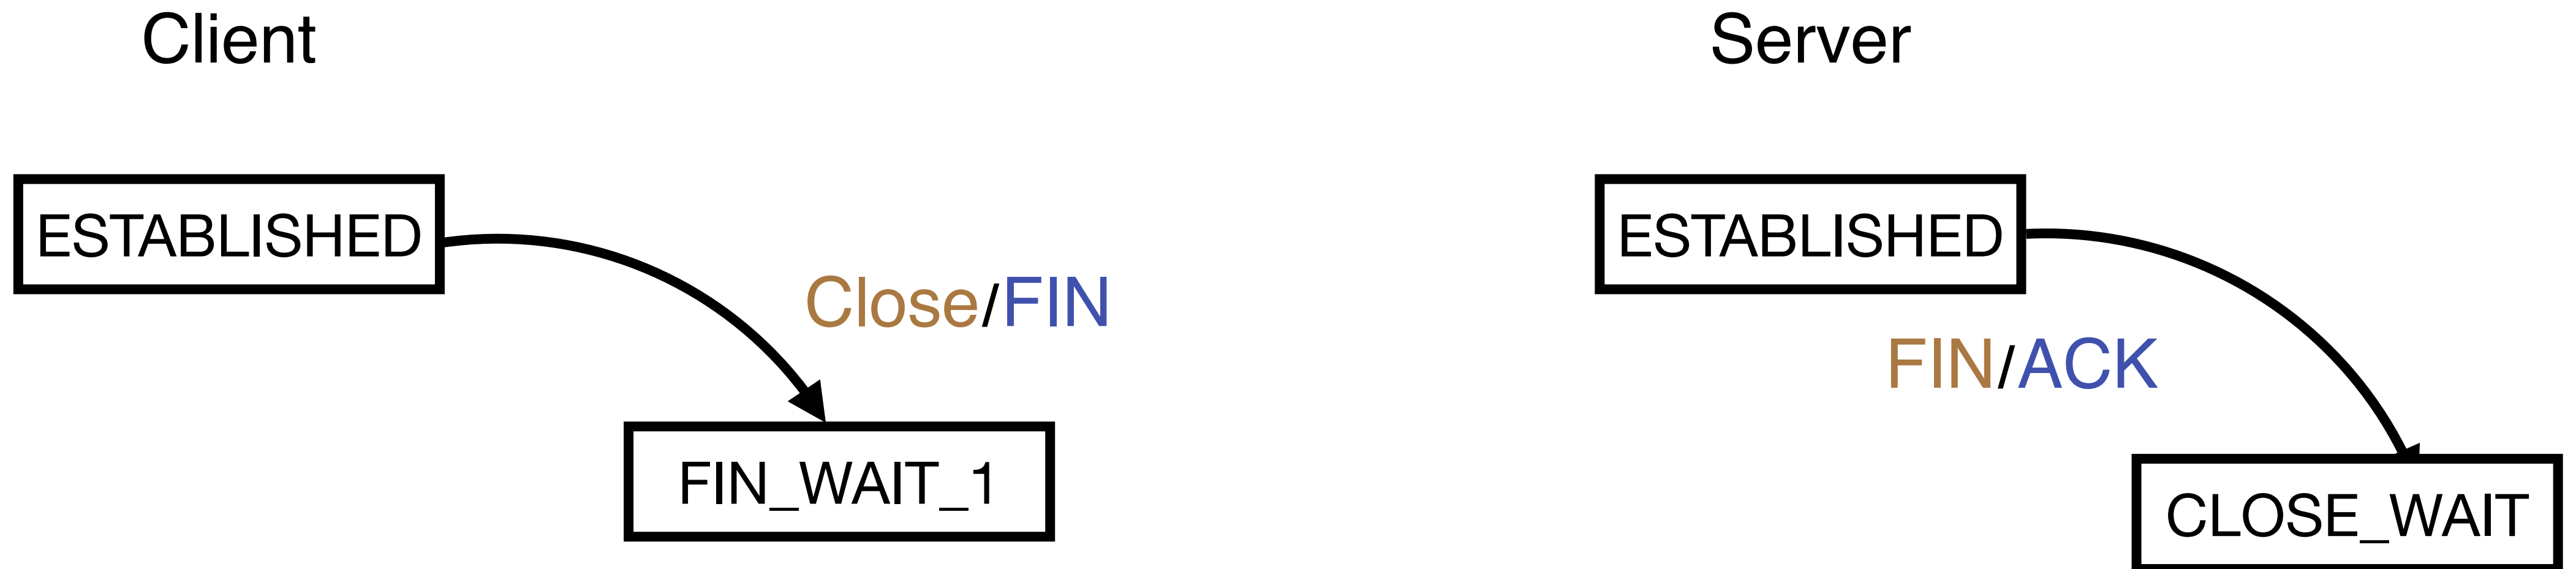 Client
Server
ESTABLISHED
ESTABLISHED
Close/FIN
FIN/ACK
FIN_WAIT_1
CLOSE_WAIT